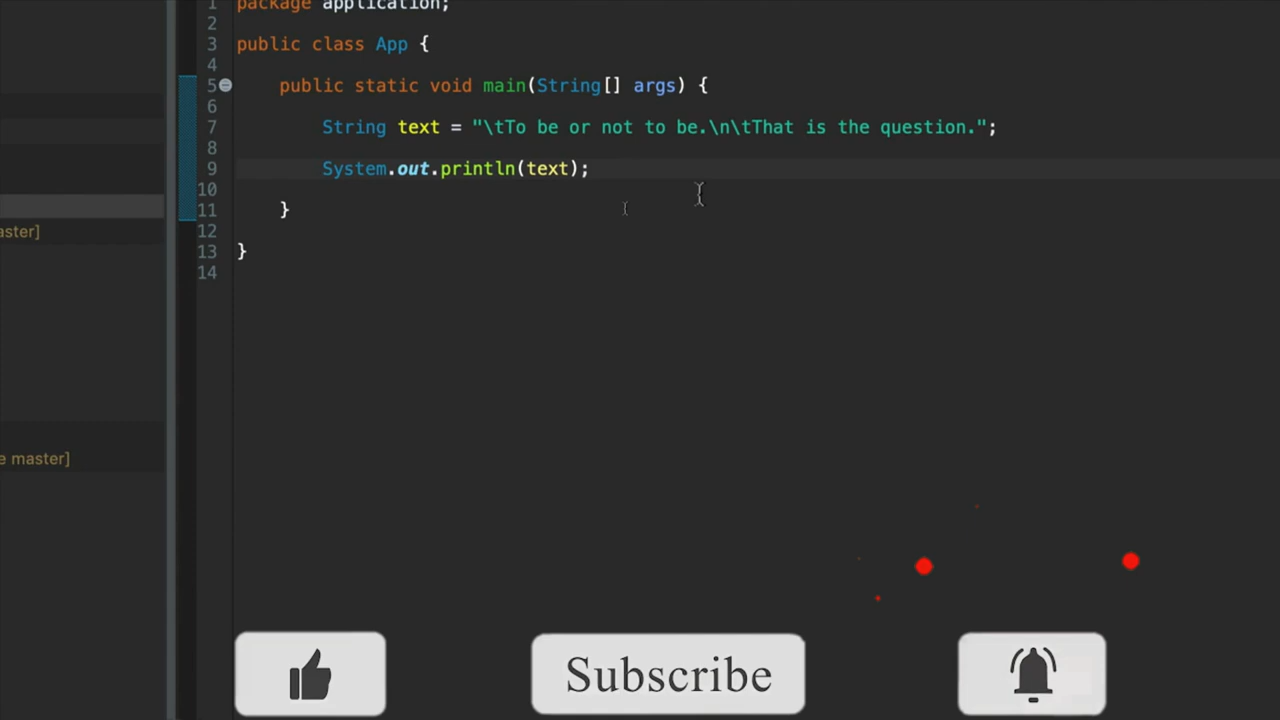 1 package application;
2
3 public class App {
4
5 public static void main(String[] args) {
6
7 String text = "\tTo be or not to be.\n\tThat is the question.";
8
9 System.out.println(text);
10
11 }
12
13 }
14
aster]
e master]
Subscribe